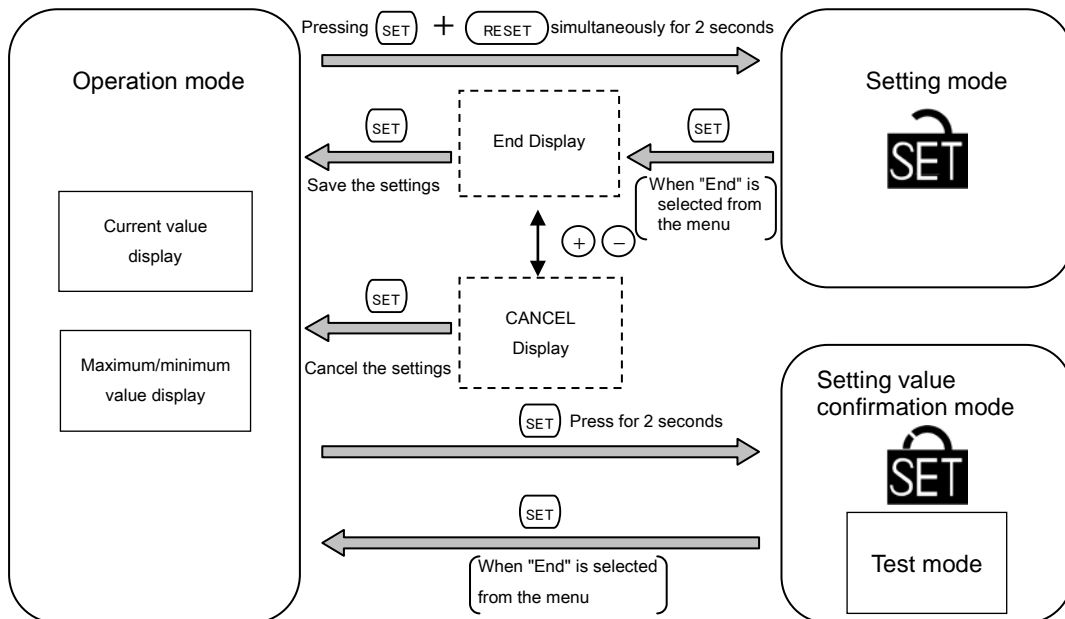 Pressing SET + RESET simultaneously for 2 seconds
Operation mode
Setting mode
SET
SET
End Display
SET
Save the settings
When "End" is
selected from
the menu
Current value
display
+ −
SET
CANCEL
Display
Cancel the settings
Maximum/minimum
value display
Setting value
confirmation mode
SET Press for 2 seconds
SET
SET
Test mode
When "End" is selected
from the menu